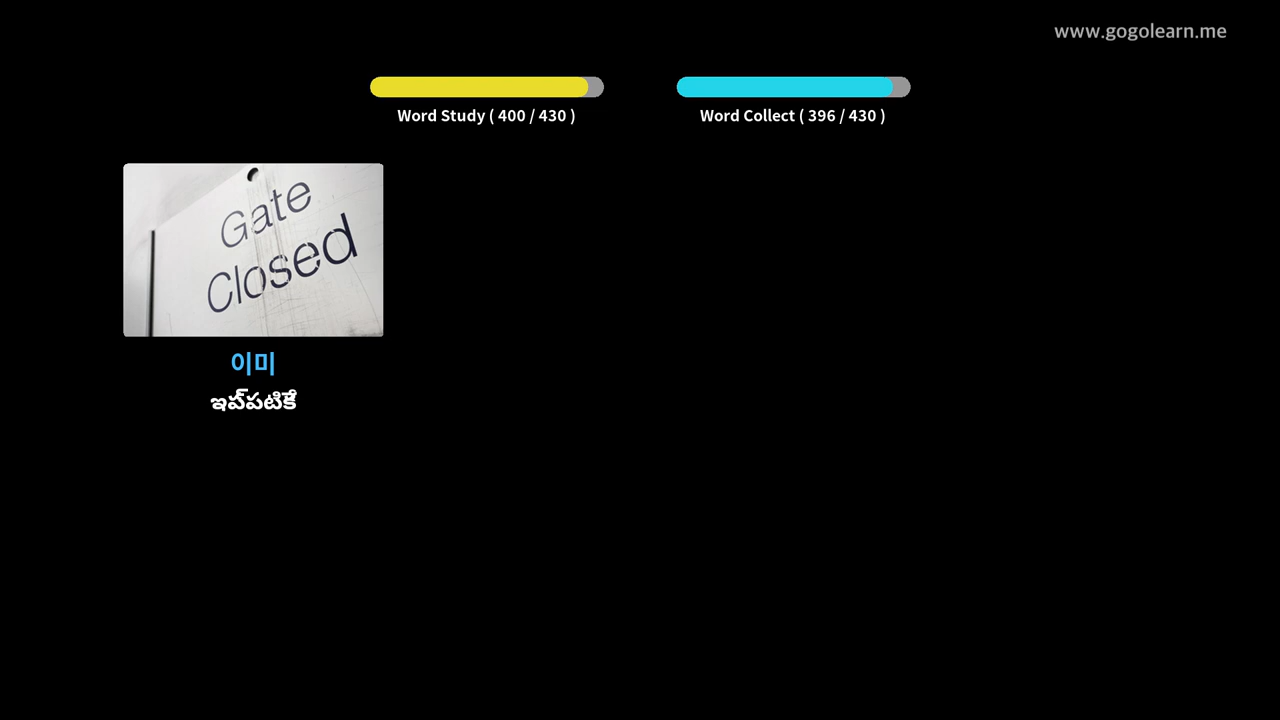 www.gogolearn.me
Word Study ( 400 / 430 )
Word Collect ( 396 / 430 )
Gate
Closed
이미
ఇప్పటికే